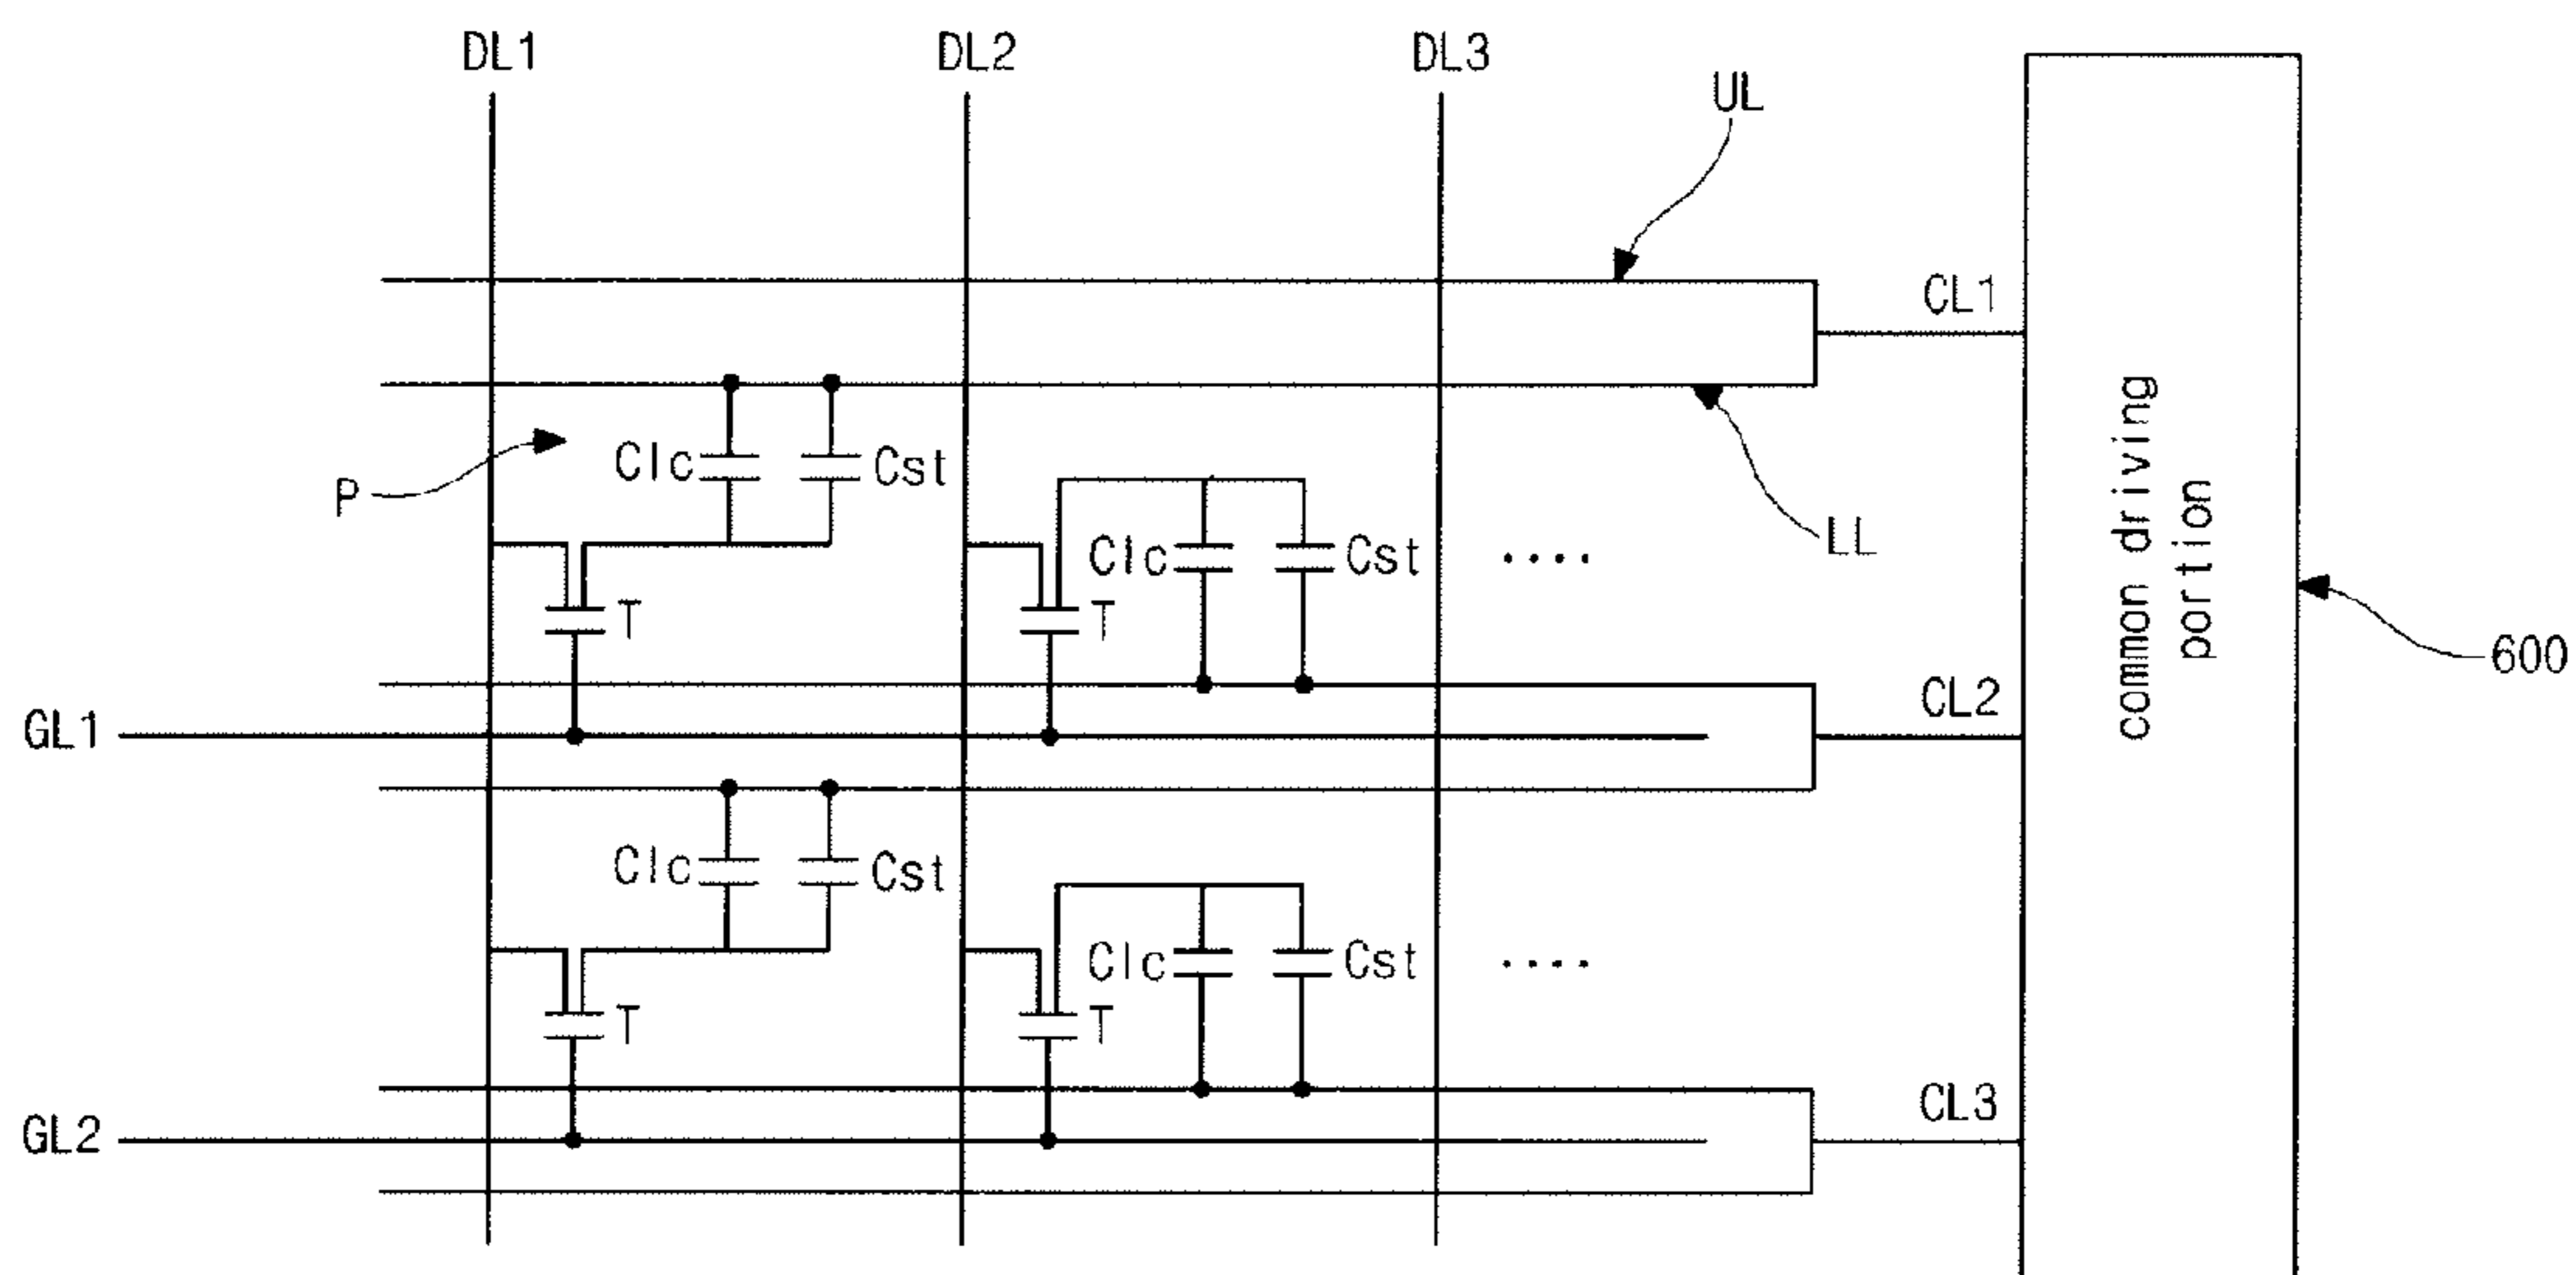 DL1 DL2 DL3
UL
CL1
P
Clc Cst
Clc Cst
....
LL
T
T
common driving
portion
600
GL1
CL2
Clc Cst
Clc Cst
....
T
T
GL2
CL3